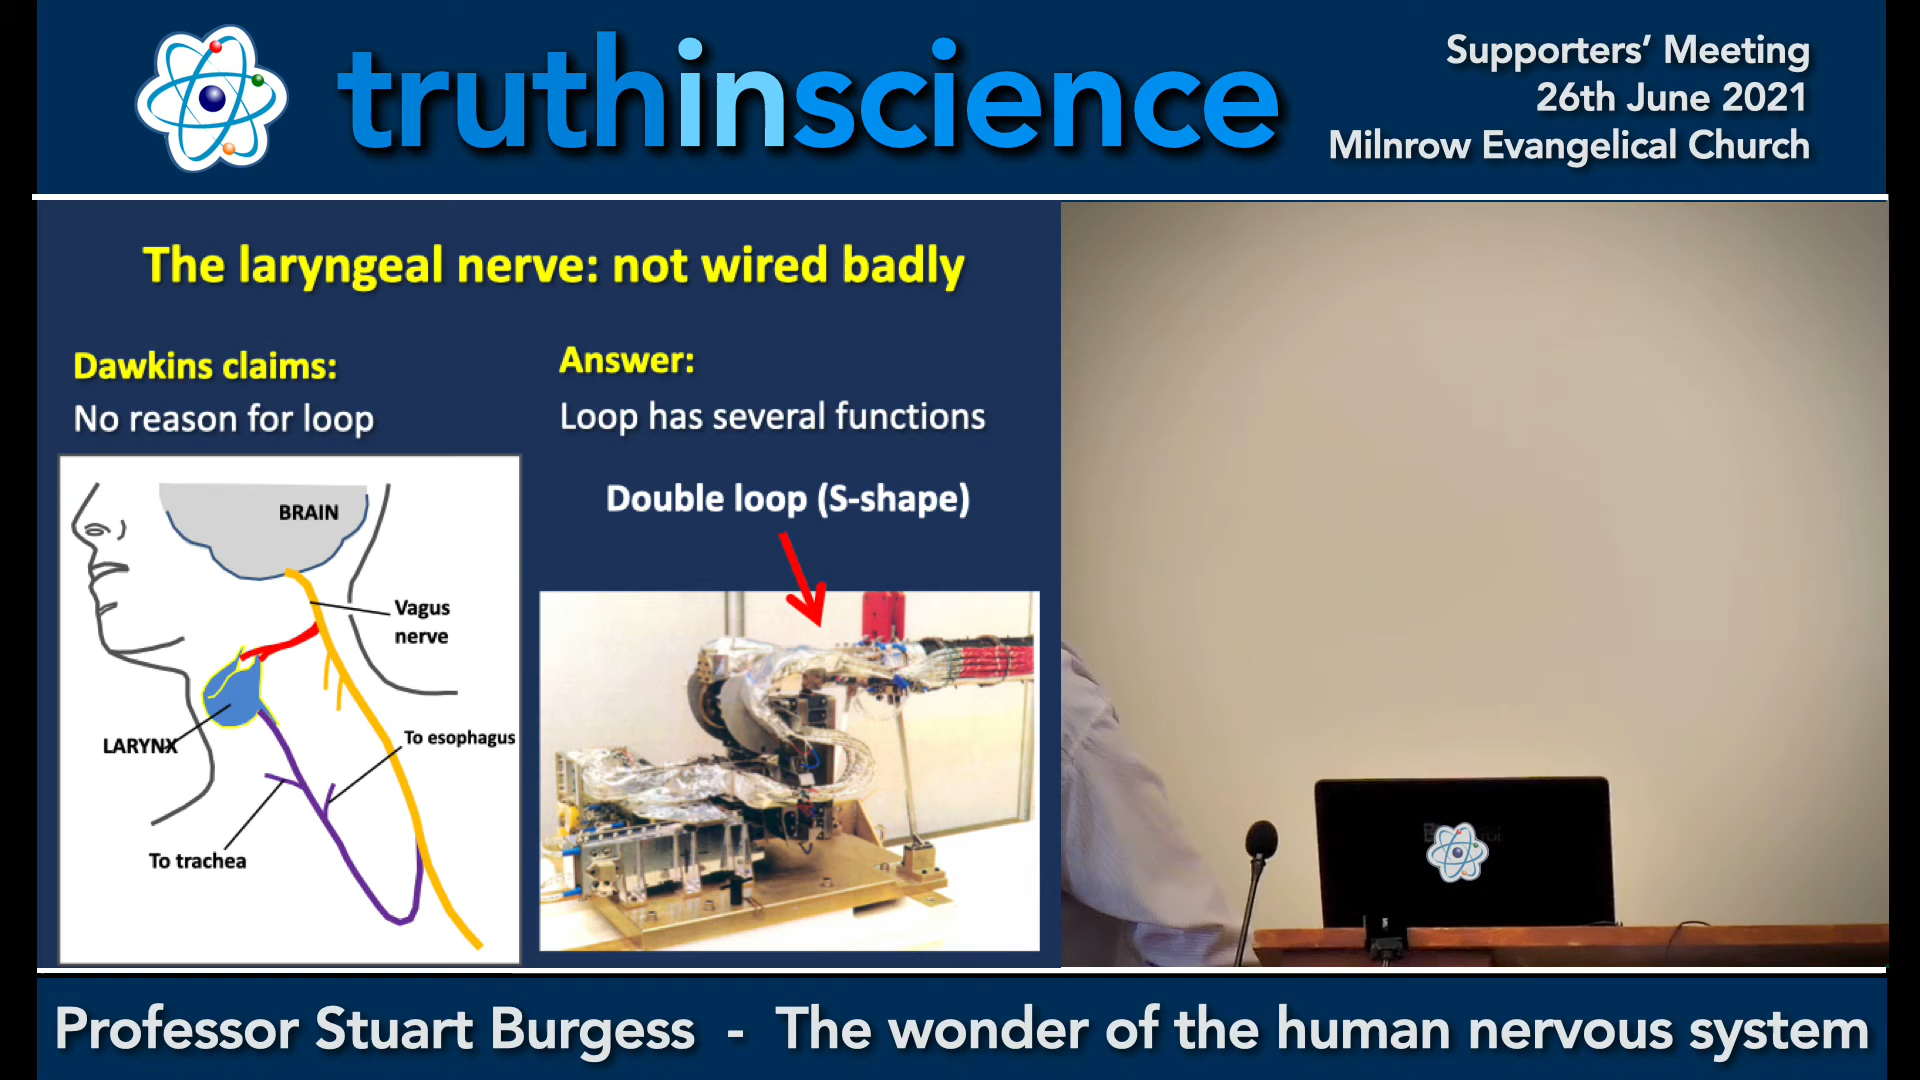 truthinscience
Supporters' Meeting
26th June 2021
Milnrow Evangelical Church
The laryngeal nerve: not wired badly
Dawkins claims:
No reason for loop
Answer:
Loop has several functions
Double loop (S-shape)
BRAIN
Vagus
nerve
LARYNX
To esophagus
To trachea
Professor Stuart Burgess - The wonder of the human nervous system